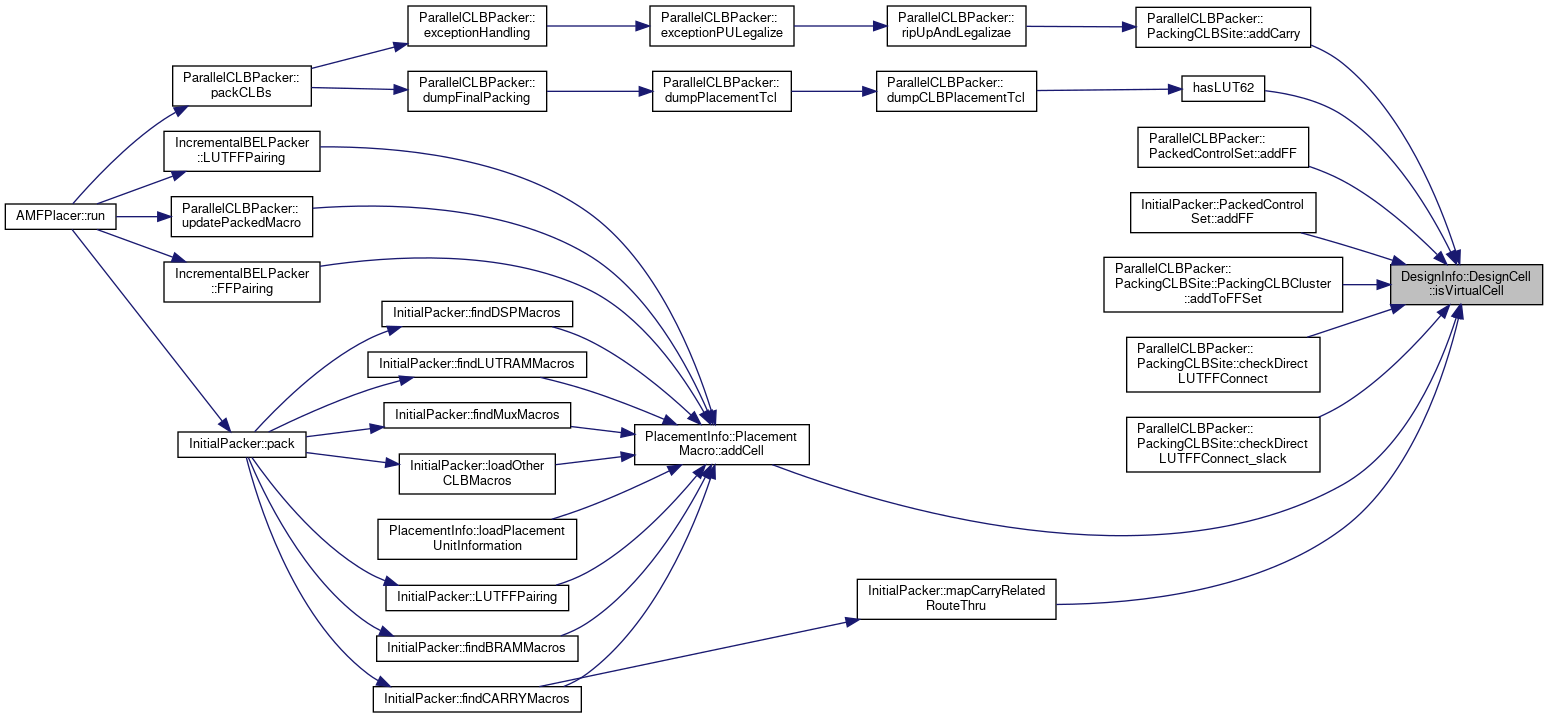 ParallelCLBPacker::
exceptionHandling
ParallelCLBPacker::
exceptionPULegalize
ParallelCLBPacker::
ripUpAndLegalizae
ParallelCLBPacker::
PackingCLBSite::addCarry
ParallelCLBPacker::
packCLBs
ParallelCLBPacker::
dumpFinalPacking
ParallelCLBPacker::
dumpPlacementTcl
ParallelCLBPacker::
dumpCLBPlacementTcl
hasLUT62
IncrementalBELPacker
::LUTFFPairing
ParallelCLBPacker::
PackedControlSet::addFF
AMFPlacer::run
ParallelCLBPacker::
updatePackedMacro
InitialPacker::PackedControl
Set::addFF
IncrementalBELPacker
::FFPairing
ParallelCLBPacker::
PackingCLBSite::PackingCLBCluster
::addToFFSet
DesignInfo::DesignCell
::isVirtualCell
InitialPacker::findDSPMacros
InitialPacker::findLUTRAMMacros
ParallelCLBPacker::
PackingCLBSite::checkDirect
LUTFFConnect
InitialPacker::findMuxMacros
InitialPacker::pack
PlacementInfo::Placement
Macro::addCell
ParallelCLBPacker::
PackingCLBSite::checkDirect
LUTFFConnect_slack
InitialPacker::loadOther
CLBMacros
PlacementInfo::loadPlacement
UnitInformation
InitialPacker::LUTFFPairing
InitialPacker::mapCarryRelated
RouteThru
InitialPacker::findBRAMMacros
InitialPacker::findCARRYMacros